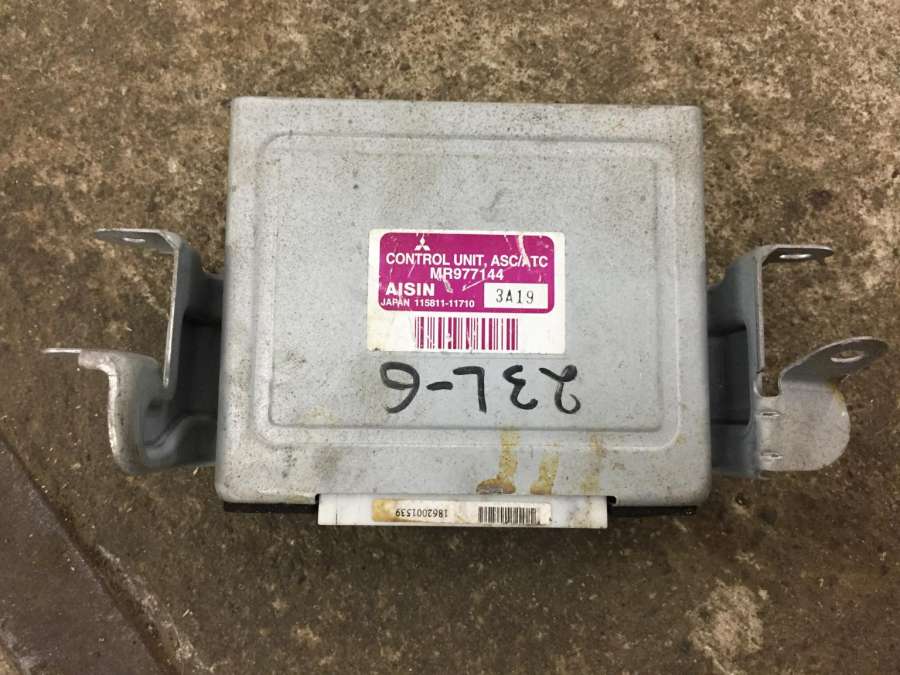 CONTROL UNIT, ASC/ATC
MR977144
AISIN 3A19
JAPAN 115811-11710
23L-6
1862001539